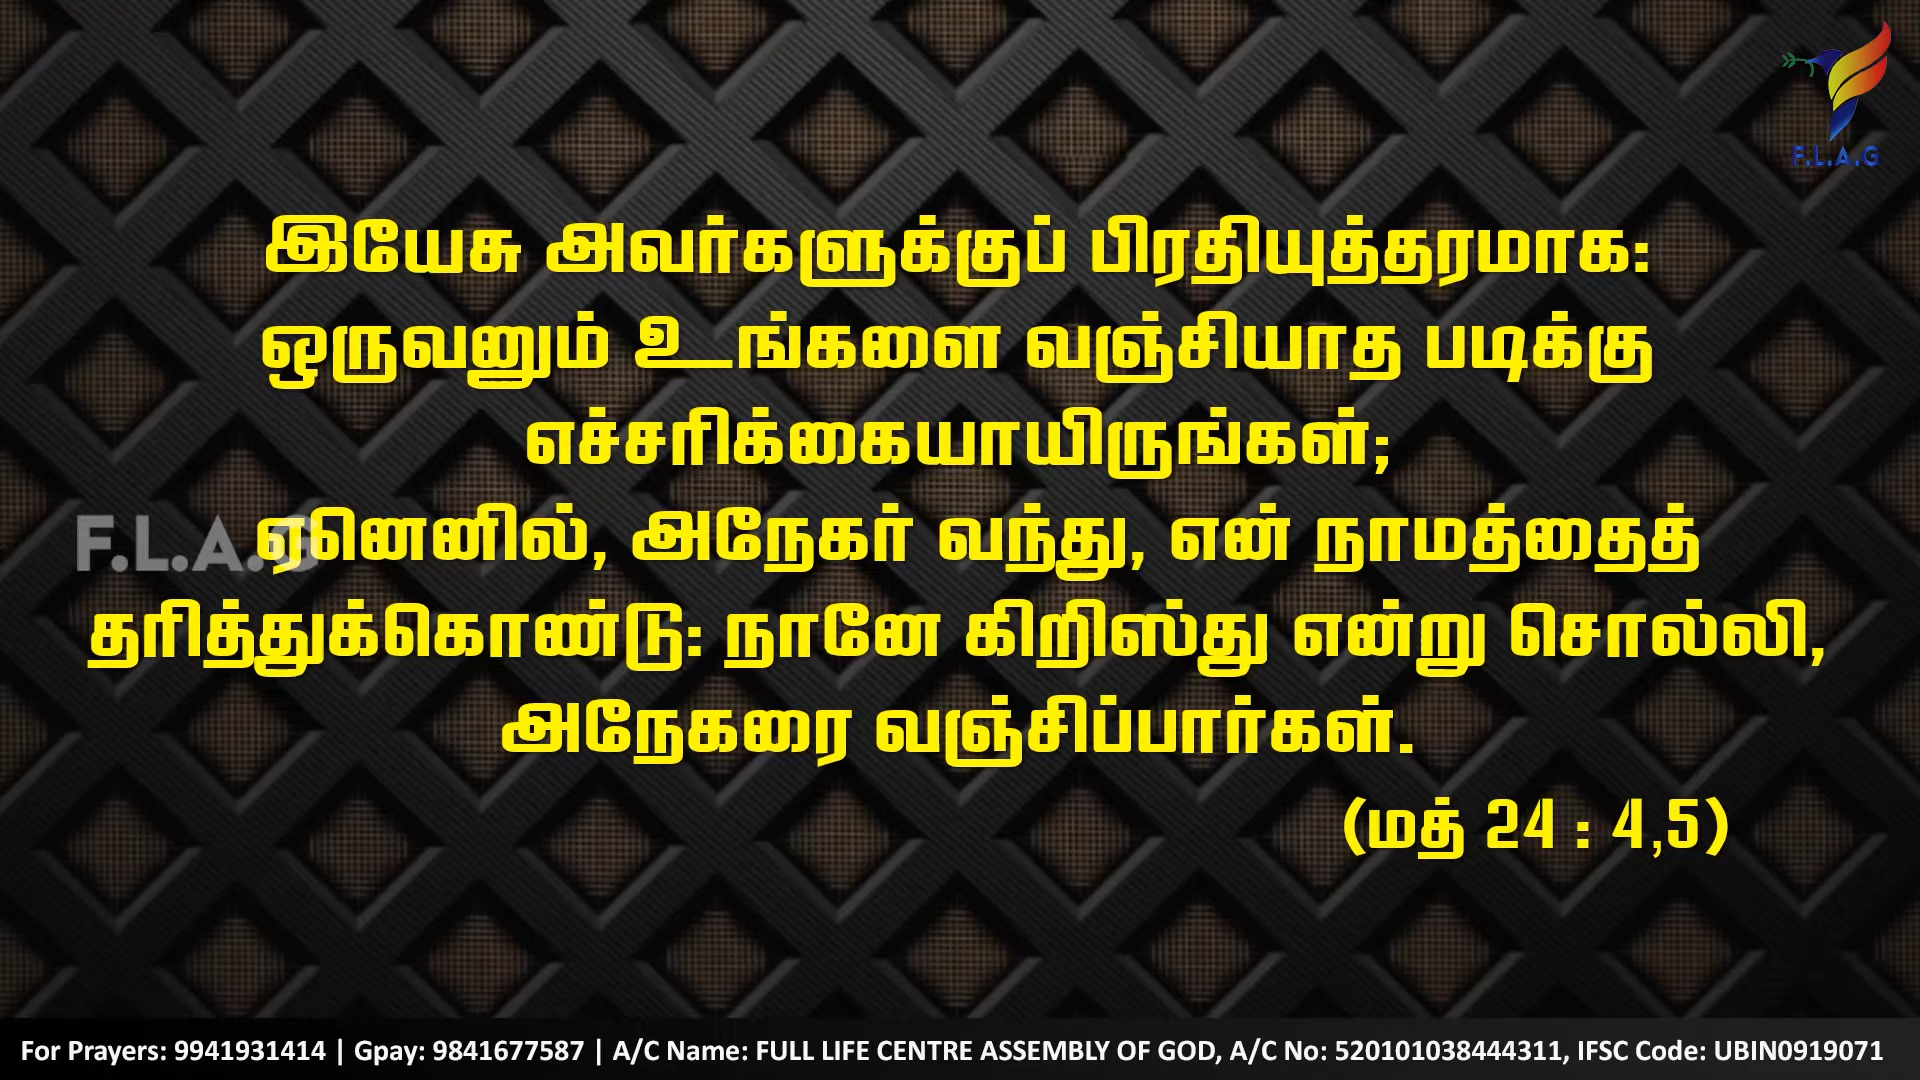 F.L.A.G
இயேசு அவர்களுக்குப் பிரதியுத்தரமாக:
ஒருவனும் உங்களை வஞ்சியாத படிக்கு
எச்சரிக்கையாயிருங்கள்;
F.L.A.G
ஏனெனில், அநேகர் வந்து, என் நாமத்தைத்
தரித்துக்கொண்டு: நானே கிறிஸ்து என்று சொல்லி,
அநேகரை வஞ்சிப்பார்கள்.
(மத் 24 : 4,5)
For Prayers: 9941931414 | Gpay: 9841677587 | A/C Name: FULL LIFE CENTRE ASSEMBLY OF GOD, A/C No: 520101038444311, IFSC Code: UBIN0919071